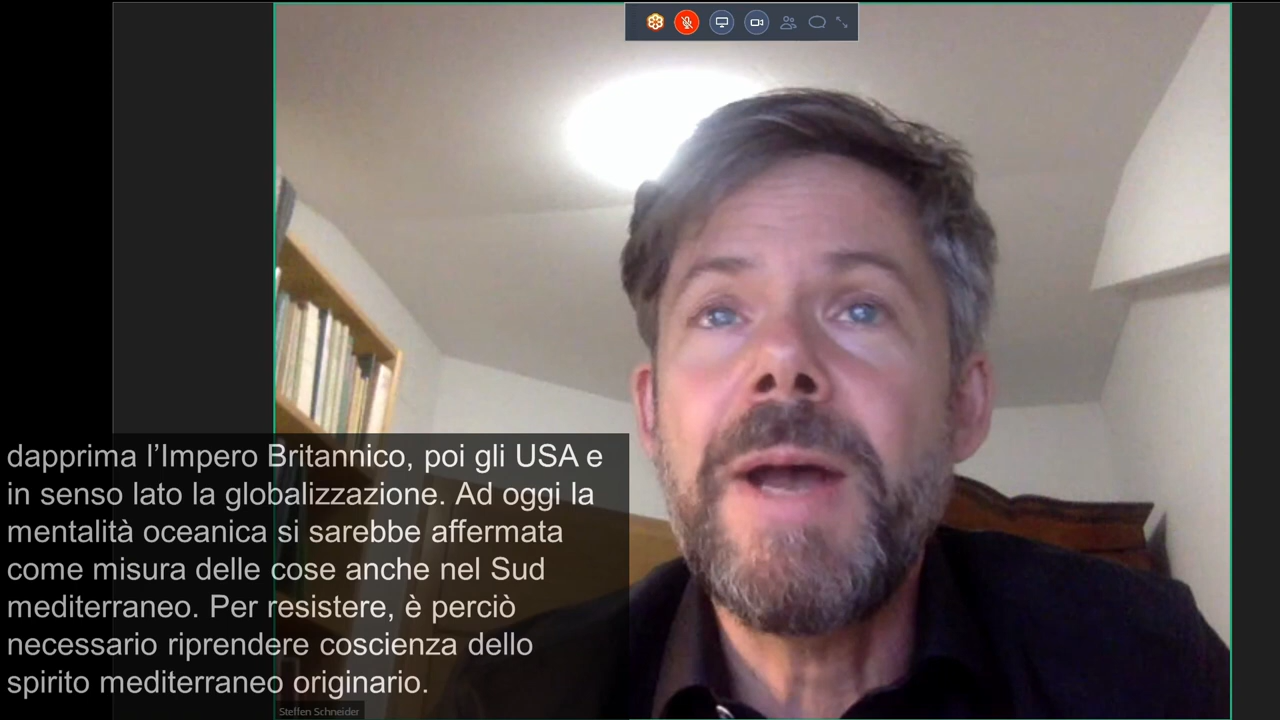 dapprima l’Impero Britannico, poi gli USA e
in senso lato la globalizzazione. Ad oggi la
mentalità oceanica si sarebbe affermata
come misura delle cose anche nel Sud
mediterraneo. Per resistere, è perciò
necessario riprendere coscienza dello
spirito mediterraneo originario.
Steffen Schneider